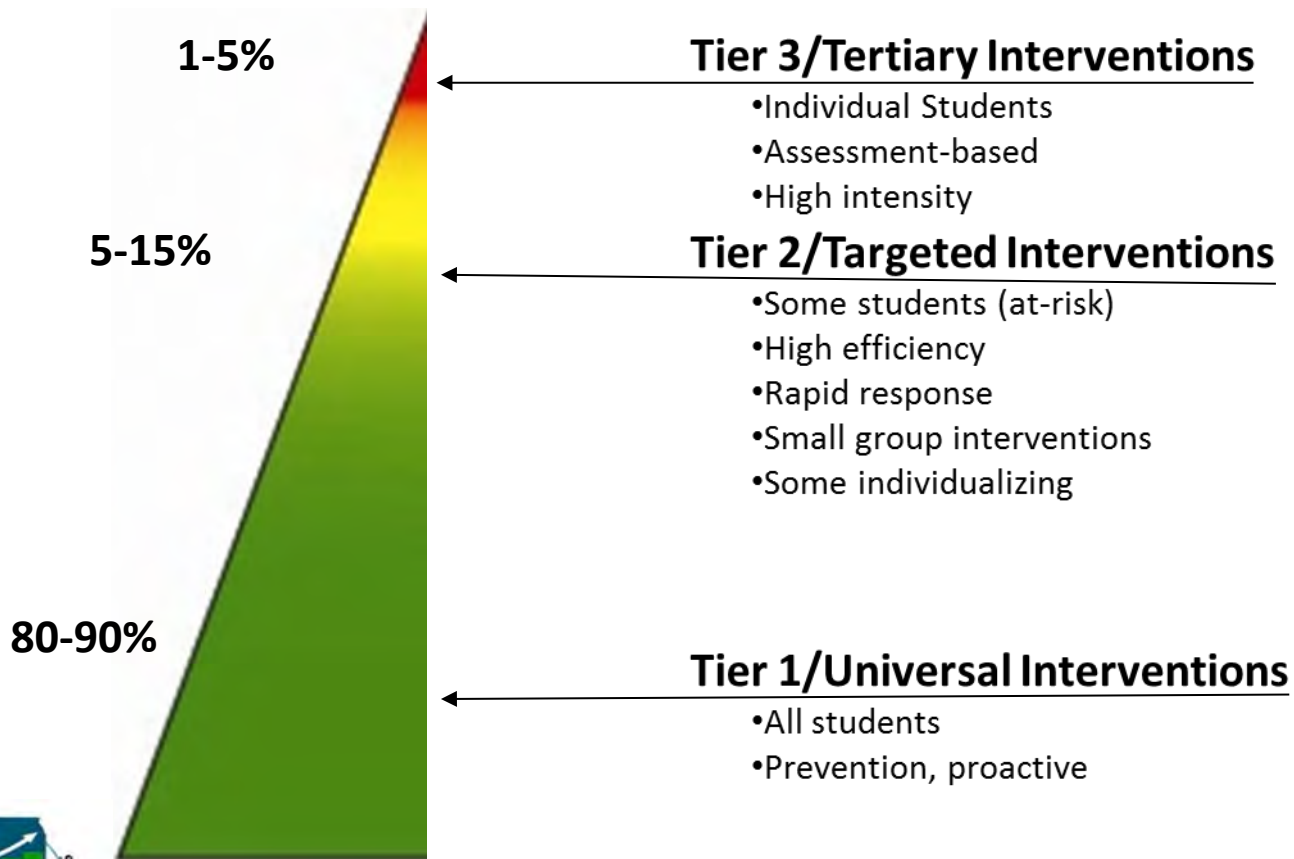 1-5%
Tier 3/Tertiary Interventions
•Individual Students
•Assessment-based
•High intensity
5-15%
Tier 2/Targeted Interventions
•Some students (at-risk)
•High efficiency
•Rapid response
•Small group interventions
•Some individualizing
80-90%
Tier 1/Universal Interventions
•All students
•Prevention, proactive